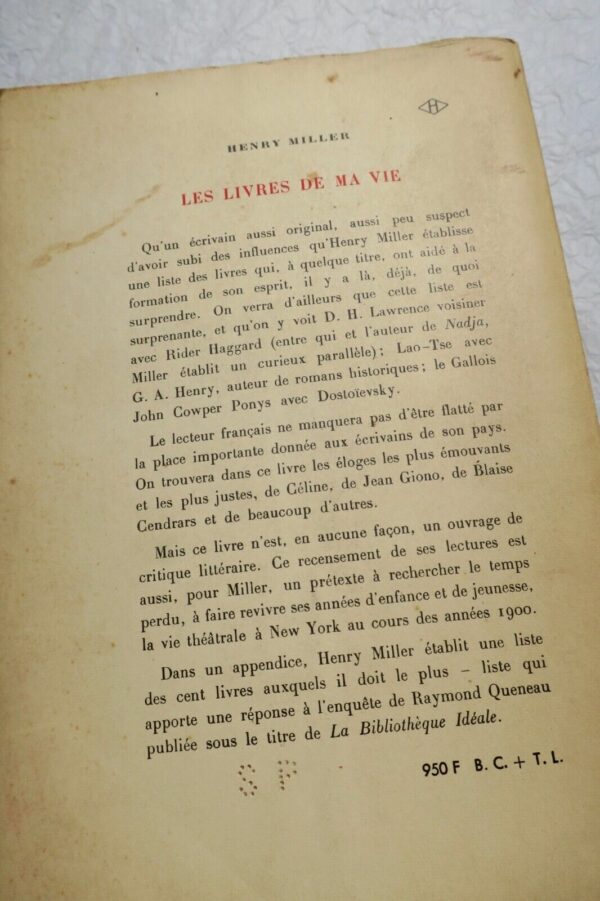 H
HENRY MILLER
LES LIVRES DE MA VIE
Qu'un écrivain aussi original, aussi peu suspect
d'avoir subi des influences qu'Henry Miller établisse
une liste des livres qui, à quelque titre, ont aidé à la
formation de son esprit, il y a là, déjà, de quoi
surprendre. On verra d'ailleurs que cette liste est
surprenante, et qu'on y voit D. H. Lawrence voisiner
avec Rider Haggard (entre qui et l'auteur de Nadja,
Miller établit un curieux parallèle); Lao-Tse avec
G. A. Henry, auteur de romans historiques; le Gallois
John Cowper Ponys avec Dostoïevsky.
Le lecteur français ne manquera pas d'être flatté par
la place importante donnée aux écrivains de son pays.
On trouvera dans ce livre les éloges les plus émouvants
et les plus justes, de Céline, de Jean Giono, de Blaise
Cendrars et de beaucoup d'autres.
Mais ce livre n'est, en aucune façon, un ouvrage de
critique littéraire. Ce recensement de ses lectures est
aussi, pour Miller, un prétexte à rechercher le temps
perdu, à faire revivre ses années d'enfance et de jeunesse,
la vie théâtrale à New York au cours des années 1900.
Dans un appendice, Henry Miller établit une liste
des cent livres auxquels il doit le plus – liste qui
apporte une réponse à l'enquête de Raymond Queneau
publiée sous le titre de La Bibliothèque Idéale.
S P
950 F B. C. + T. L.